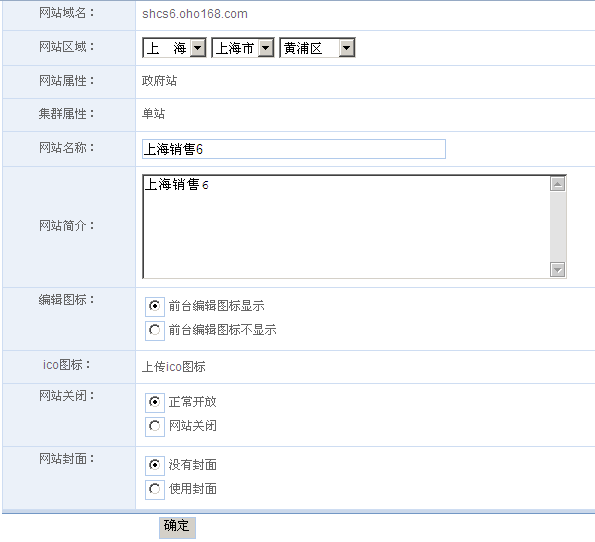 网站域名： shcs6.oho168.com
网站区域： 上 海 上海市 黄浦区
网站属性： 政府站
集群属性： 单站
网站名称： 上海销售6
网站简介： 上海销售6
编辑图标： 前台编辑图标显示
前台编辑图标不显示
ico图标： 上传ico图标
网站关闭： 正常开放
网站关闭
网站封面： 没有封面
使用封面
确定